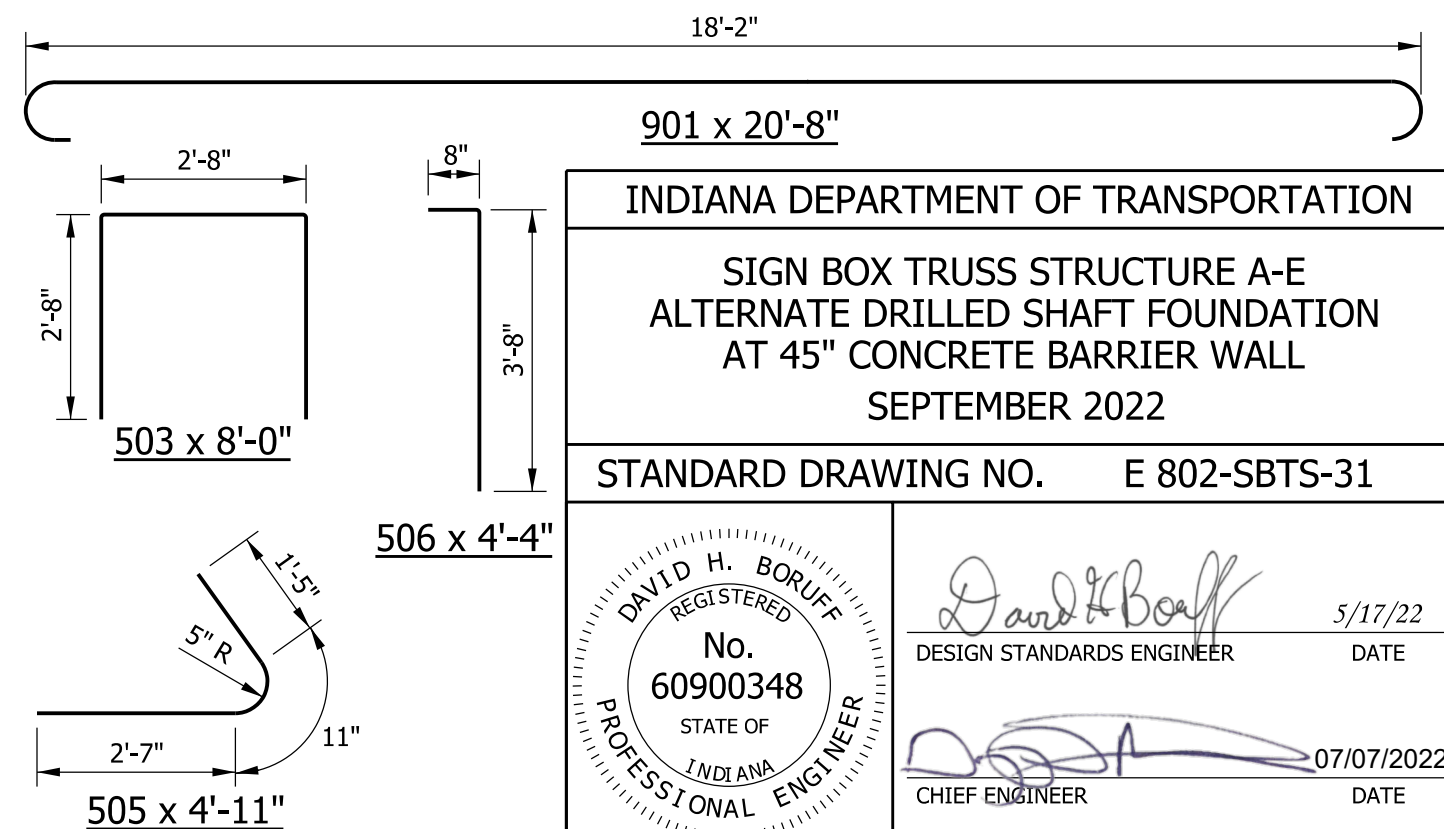 18'-2"
901 x 20'-8"
2'-8"
2'-8"
503 x 8'-0"
8"
3'-8"
506 x 4'-4"
1'-5"
5" R
11"
2'-7"
505 x 4'-11"
INDIANA DEPARTMENT OF TRANSPORTATION
SIGN BOX TRUSS STRUCTURE A-E
ALTERNATE DRILLED SHAFT FOUNDATION
AT 45" CONCRETE BARRIER WALL
SEPTEMBER 2022
STANDARD DRAWING NO. E 802-SBTS-31
DAVID H. BORUFF
REGISTERED
No.
60900348
STATE OF
INDIANA
PROFESSIONAL ENGINEER
David H Boruff 5/17/22
DESIGN STANDARDS ENGINEER DATE
07/07/2022
CHIEF ENGINEER DATE